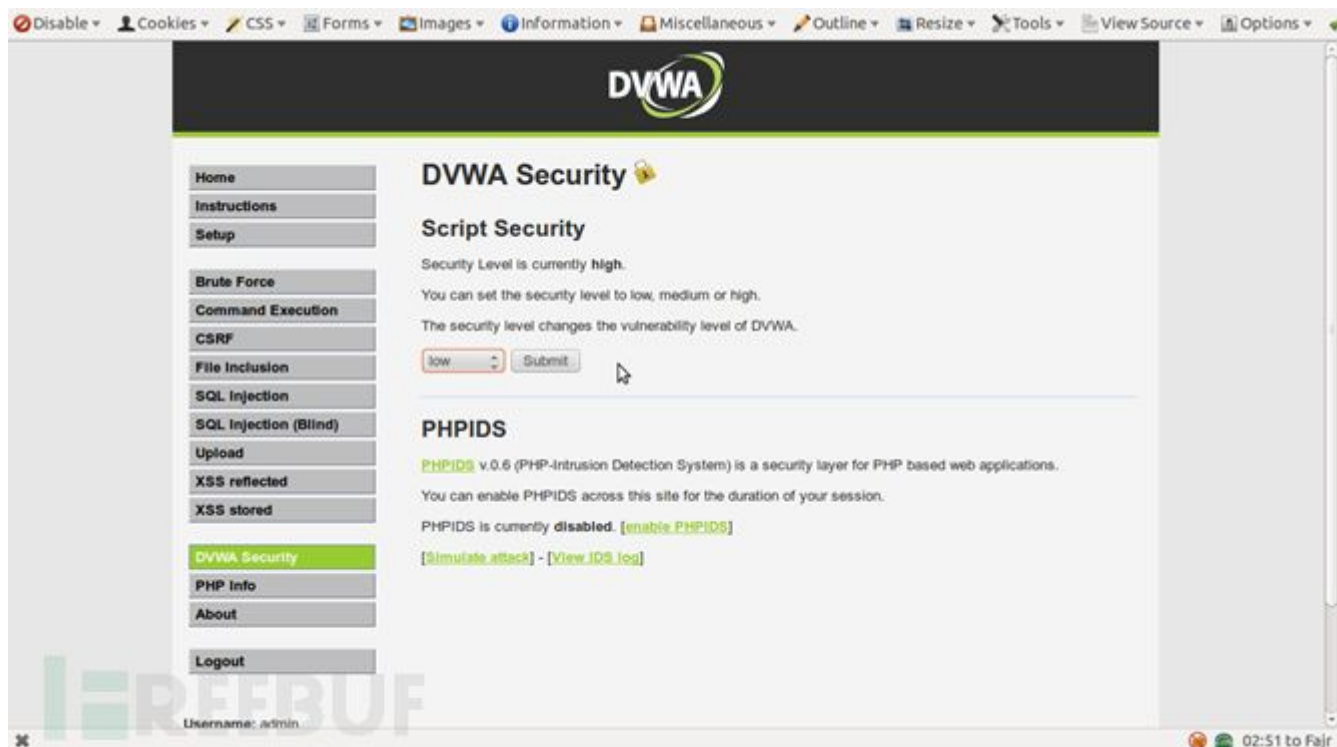 Disable Cookies CSS Forms Images Information Miscellaneous Outline Resize Tools View Source Options
DVWA
Home
Instructions
Setup
Brute Force
Command Execution
CSRF
File Inclusion
SQL Injection
SQL Injection (Blind)
Upload
XSS reflected
XSS stored
DVWA Security
PHP Info
About
Logout
Username: admin
DVWA Security
Script Security
Security Level is currently high.
You can set the security level to low, medium or high.
The security level changes the vulnerability level of DVWA.
low Submit
PHPIDS
PHPIDS v.0.6 (PHP-Intrusion Detection System) is a security layer for PHP based web applications.
You can enable PHPIDS across this site for the duration of your session.
PHPIDS is currently disabled. [enable PHPIDS]
[Simulate attack] - [View IDS log]
FREEBUF
02:51 to Fair